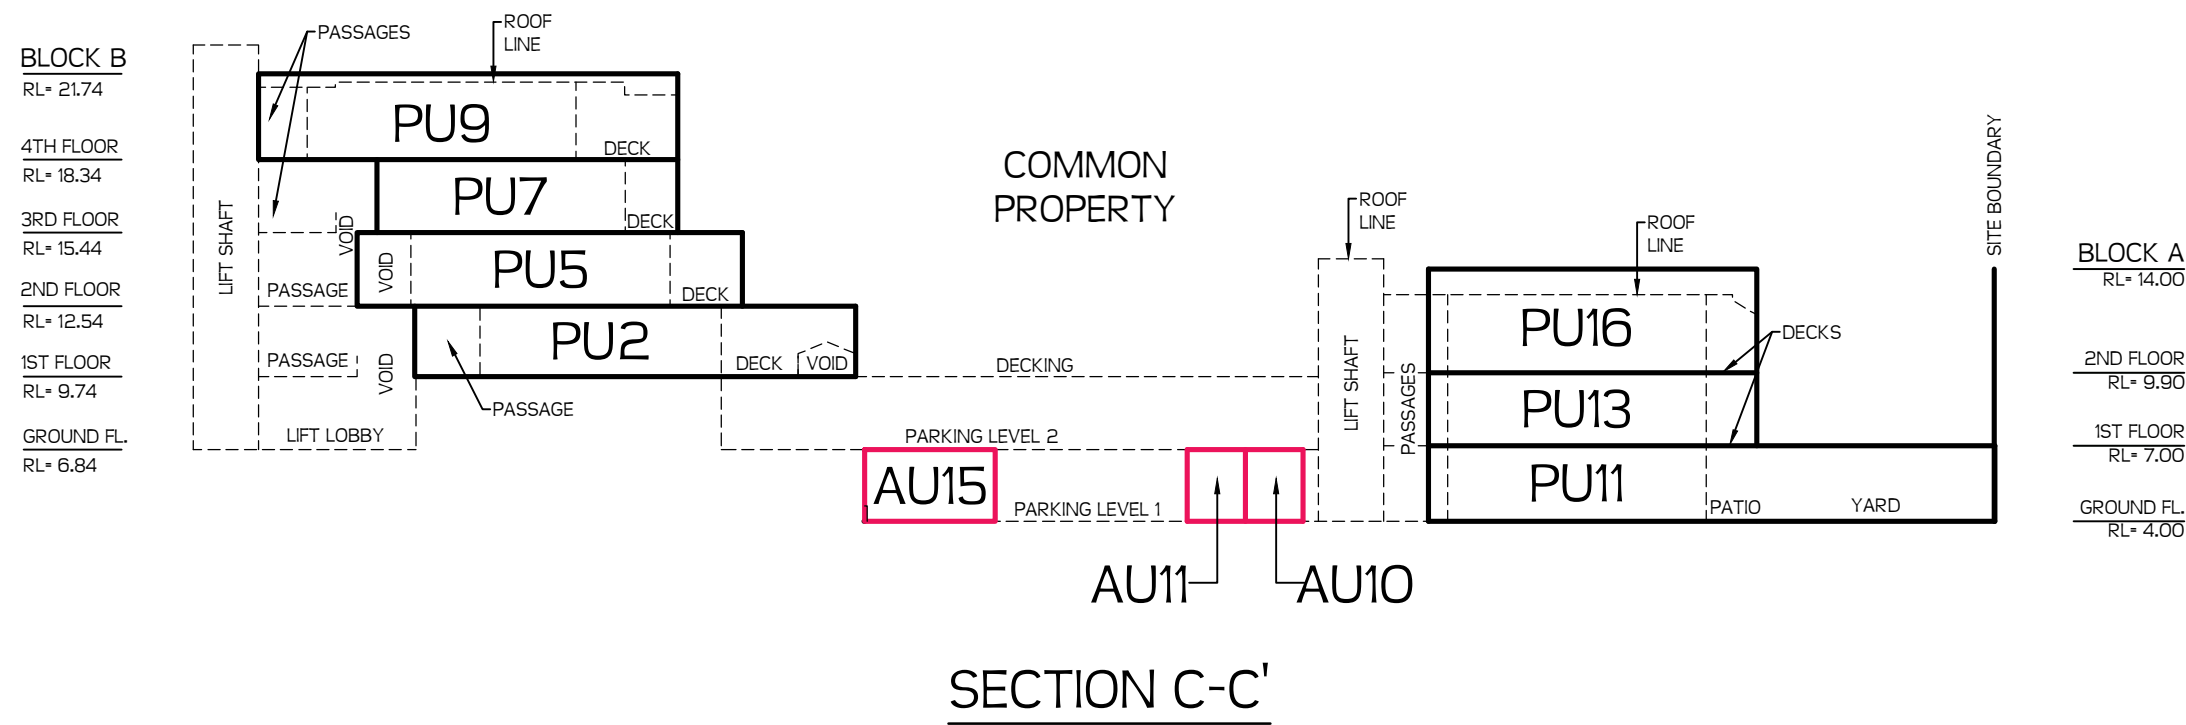 BLOCK B
RL= 21.74
4TH FLOOR
RL= 18.34
3RD FLOOR
RL= 15.44
2ND FLOOR
RL= 12.54
1ST FLOOR
RL= 9.74
GROUND FL.
RL= 6.84
LIFT SHAFT
PASSAGES
ROOF
LINE
PU9
DECK
PU7
DECK
VOID
PU5
VOID
DECK
PASSAGE
PU2
DECK
VOID
PASSAGE
VOID
PASSAGE
LIFT LOBBY
COMMON
PROPERTY
DECKING
PARKING LEVEL 2
AU15
PARKING LEVEL 1
AU11
AU10
ROOF
LINE
LIFT SHAFT
PASSAGES
ROOF
LINE
PU16
DECKS
PU13
PU11
PATIO
YARD
SITE BOUNDARY
BLOCK A
RL= 14.00
2ND FLOOR
RL= 9.90
1ST FLOOR
RL= 7.00
GROUND FL.
RL= 4.00
SECTION C-C'